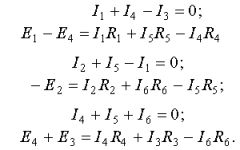 I₁ + I₄ - I₃ = 0;
E₁ - E₄ = I₁R₁ + I₅R₅ - I₄R₄
I₂ + I₅ - I₁ = 0;
- E₂ = I₂R₂ + I₆R₆ - I₅R₅;
I₄ + I₅ + I₆ = 0;
E₄ + E₃ = I₄R₄ + I₃R₃ - I₆R₆.